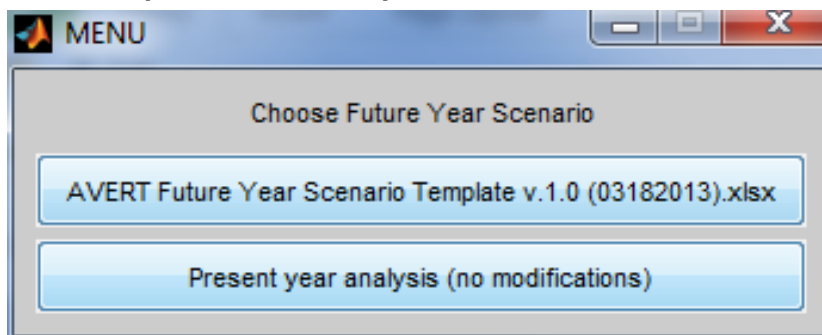 MENU
Choose Future Year Scenario
AVERT Future Year Scenario Template v.1.0 (03182013).xlsx
Present year analysis (no modifications)